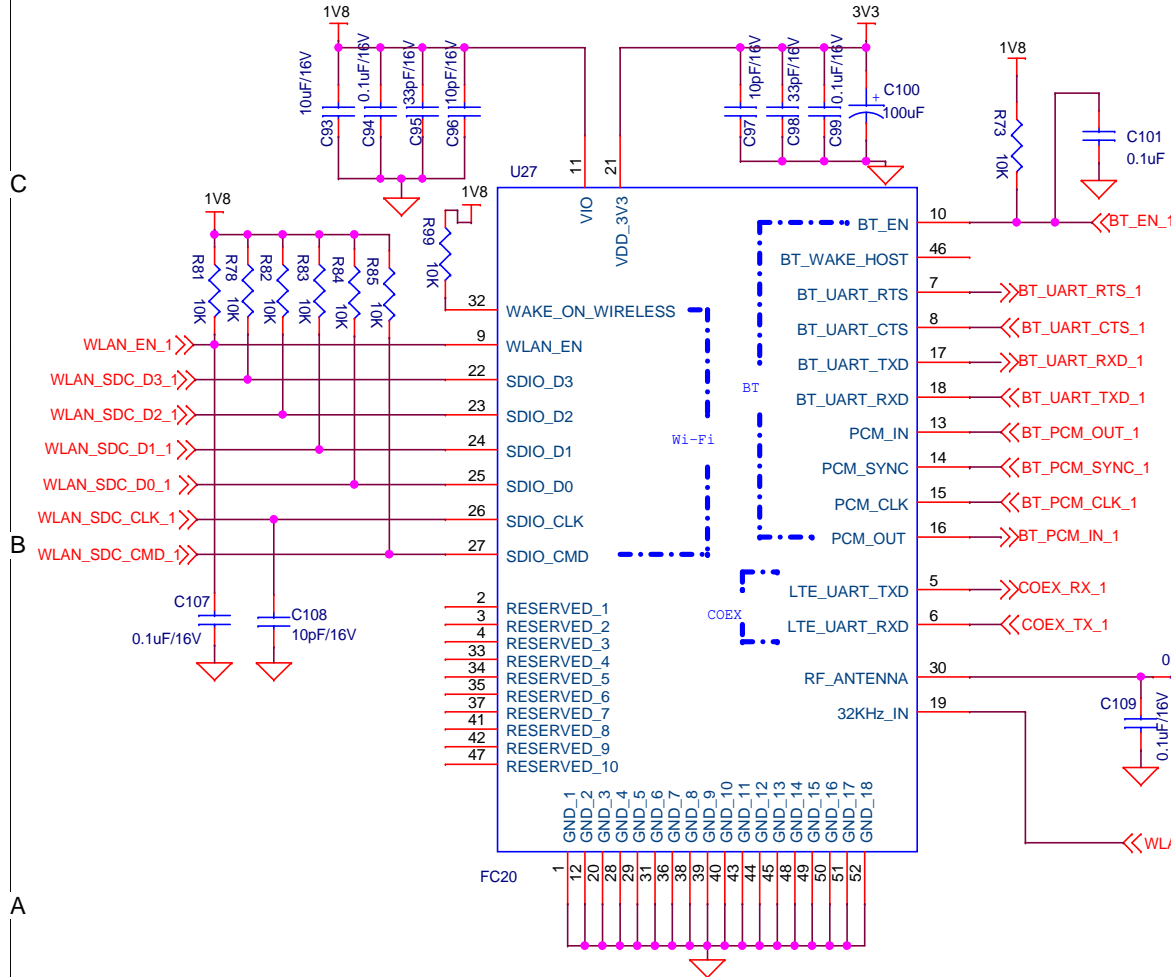 1V8
3V3
1V8
10uF/16V
0.1uF/16V
33pF/16V
10pF/16V
C93
C94
C95
C96
10pF/16V
33pF/16V
0.1uF/16V
C97
C98
C99
+
C100
100uF
R73
10K
C101
0.1uF
C
U27
11
21
VIO
VDD_3V3
1V8
1V8
R99
10K
R81
10K
R78
10K
R82
10K
R83
10K
R84
10K
R85
10K
10
BT_EN
BT_EN_1
46
BT_WAKE_HOST
7
BT_UART_RTS
BT_UART_RTS_1
8
BT_UART_CTS
BT_UART_CTS_1
17
BT_UART_TXD
BT_UART_RXD_1
18
BT_UART_RXD
BT_UART_TXD_1
13
PCM_IN
BT_PCM_OUT_1
14
PCM_SYNC
BT_PCM_SYNC_1
15
PCM_CLK
BT_PCM_CLK_1
16
PCM_OUT
BT_PCM_IN_1
5
LTE_UART_TXD
COEX_RX_1
6
LTE_UART_RXD
COEX_TX_1
30
RF_ANTENNA
0
19
32KHz_IN
C109
0.1uF/16V
BT
Wi-Fi
COEX
32
WAKE_ON_WIRELESS
WLAN_EN_1
9
WLAN_EN
WLAN_SDC_D3_1
22
SDIO_D3
WLAN_SDC_D2_1
23
SDIO_D2
WLAN_SDC_D1_1
24
SDIO_D1
WLAN_SDC_D0_1
25
SDIO_D0
WLAN_SDC_CLK_1
26
SDIO_CLK
B
WLAN_SDC_CMD_1
27
SDIO_CMD
C107
0.1uF/16V
C108
10pF/16V
2
RESERVED_1
3
RESERVED_2
4
RESERVED_3
33
RESERVED_4
34
RESERVED_5
35
RESERVED_6
37
RESERVED_7
41
RESERVED_8
42
RESERVED_9
47
RESERVED_10
GND_1
GND_2
GND_3
GND_4
GND_5
GND_6
GND_7
GND_8
GND_9
GND_10
GND_11
GND_12
GND_13
GND_14
GND_15
GND_16
GND_17
GND_18
FC20
1
12
20
28
29
31
36
38
39
40
43
44
45
48
49
50
51
52
A